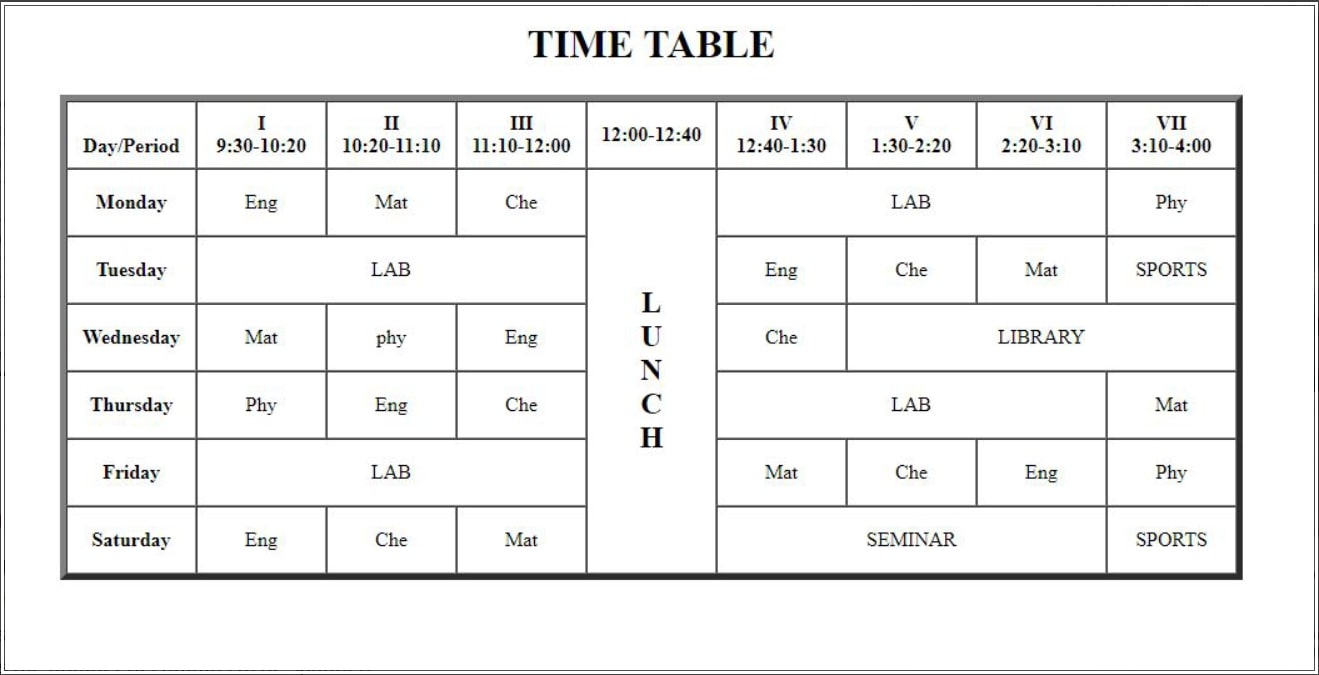 TIME TABLE
Day/Period I 9:30-10:20 II 10:20-11:10 III 11:10-12:00 12:00-12:40 IV 12:40-1:30 V 1:30-2:20 VI 2:20-3:10 VII 3:10-4:00
Monday Eng Mat Che LAB Phy
Tuesday LAB Eng Che Mat SPORTS
Wednesday Mat phy Eng Che LIBRARY
Thursday Phy Eng Che LAB Mat
Friday LAB Mat Che Eng Phy
Saturday Eng Che Mat SEMINAR SPORTS
L
U
N
C
H